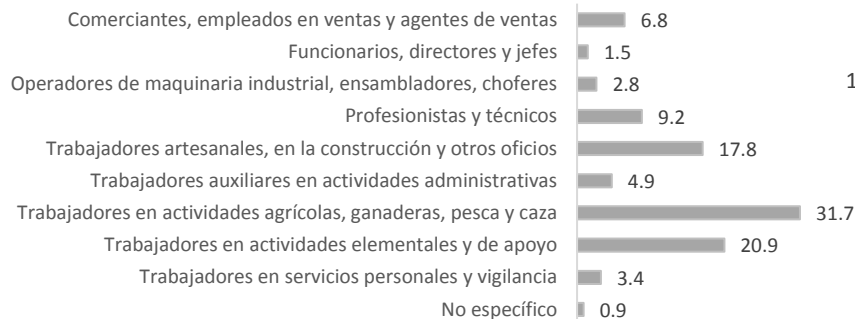 Comerciantes, empleados en ventas y agentes de ventas 6.8
Funcionarios, directores y jefes 1.5
Operadores de maquinaria industrial, ensambladores, choferes 2.8 1
Profesionistas y técnicos 9.2
Trabajadores artesanales, en la construcción y otros oficios 17.8
Trabajadores auxiliares en actividades administrativas 4.9
Trabajadores en actividades agrícolas, ganaderas, pesca y caza 31.7
Trabajadores en actividades elementales y de apoyo 20.9
Trabajadores en servicios personales y vigilancia 3.4
No específico 0.9